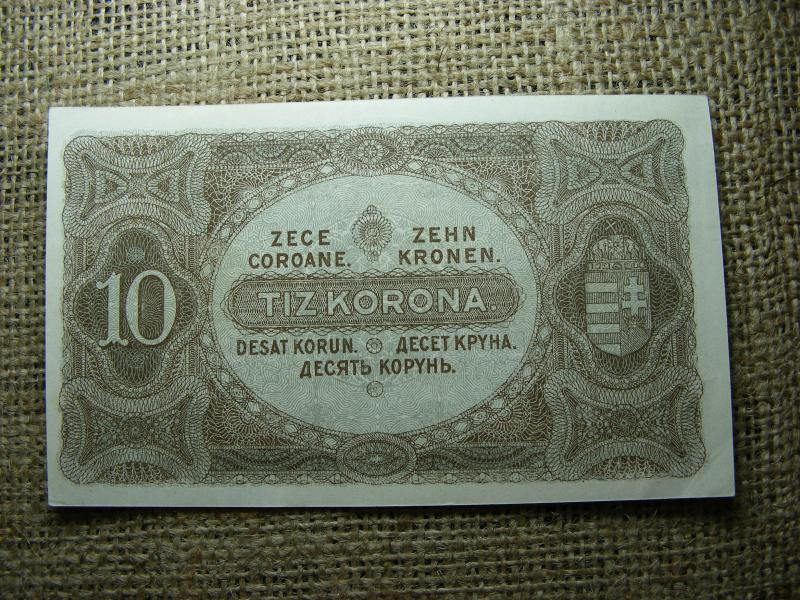 ZECE COROANE.
ZEHN KRONEN.
10
TIZ KORONA.
DESAT KORUN. ДЕСЕТ КРУНА.
ДЕСЯТЬ КОРУНЬ.